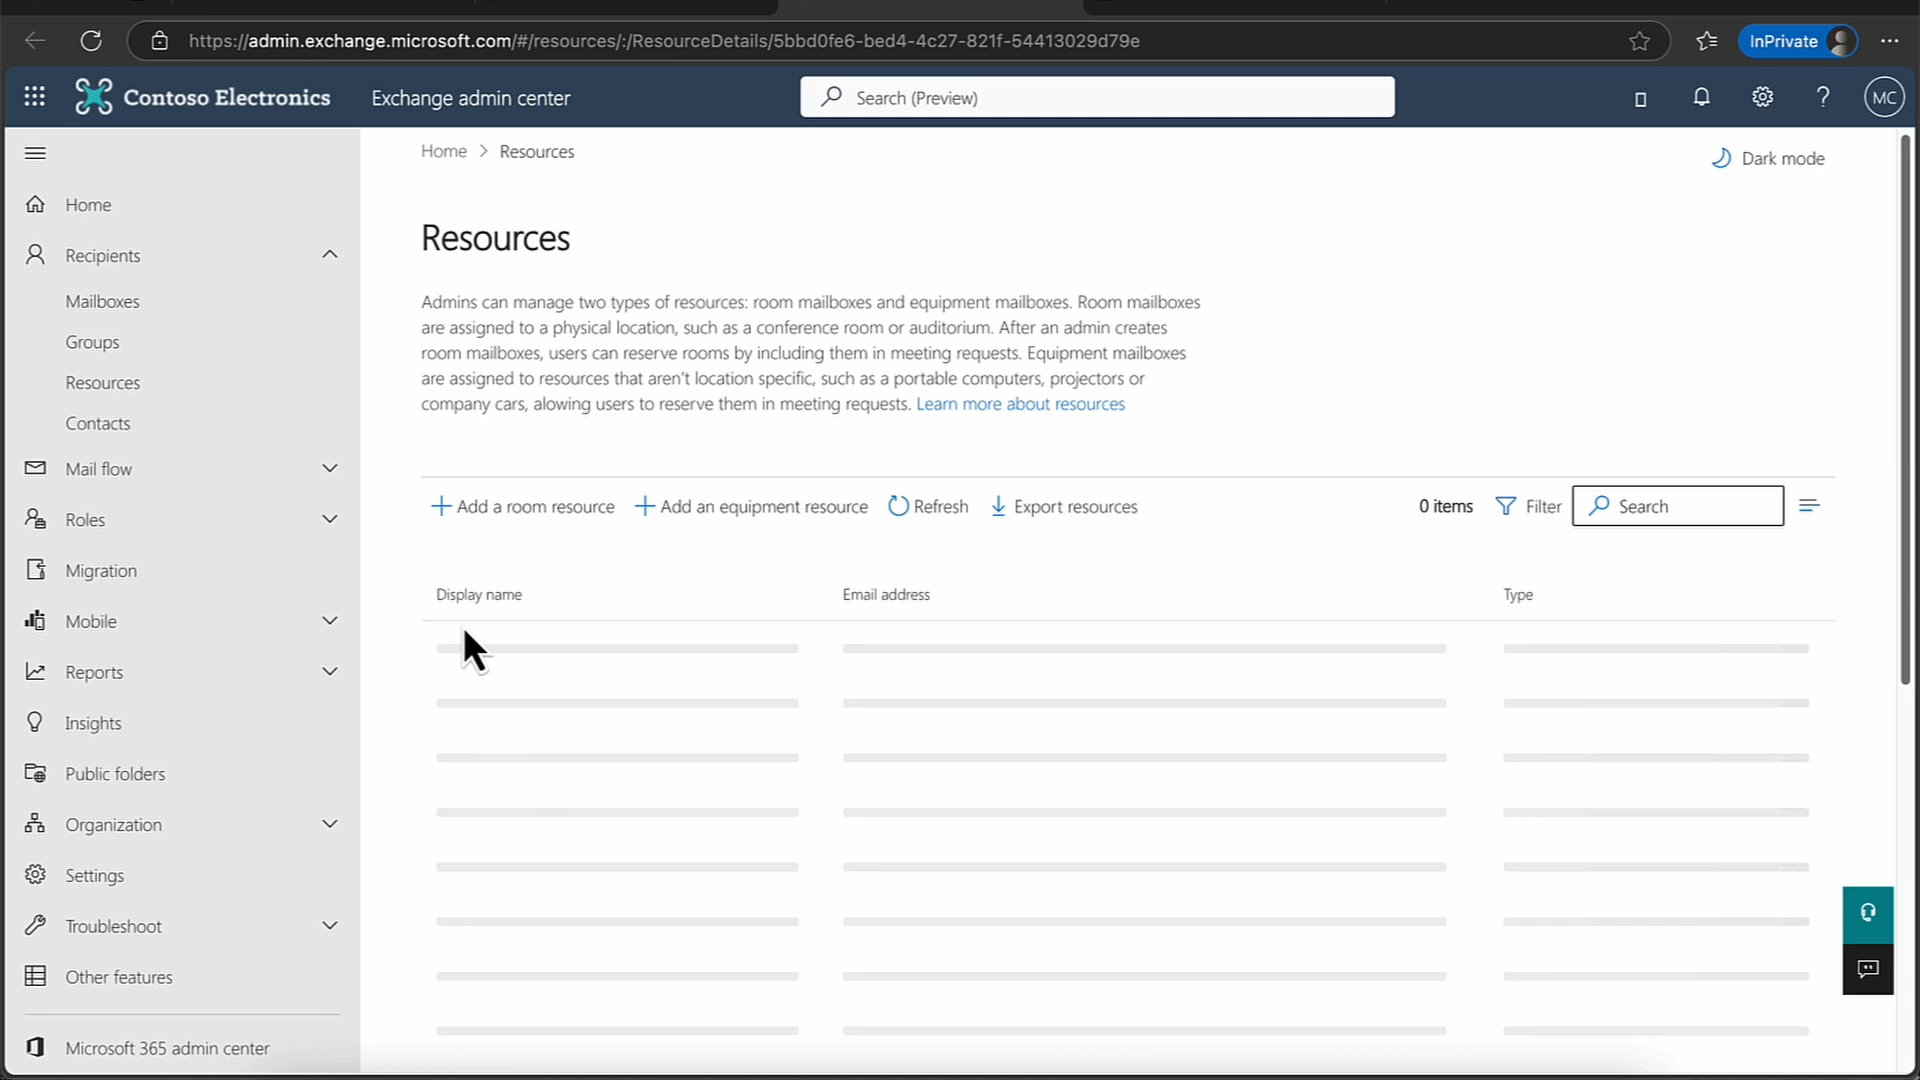 https://admin.exchange.microsoft.com/#/resources/:/ResourceDetails/5bbd0fe6-bed4-4c27-821f-54413029d79e
InPrivate
Contoso Electronics
Exchange admin center
Search (Preview)
MC
Home > Resources
Dark mode
Home
Recipients
Mailboxes
Groups
Resources
Contacts
Mail flow
Roles
Migration
Mobile
Reports
Insights
Public folders
Organization
Settings
Troubleshoot
Other features
Microsoft 365 admin center
Resources
Admins can manage two types of resources: room mailboxes and equipment mailboxes. Room mailboxes
are assigned to a physical location, such as a conference room or auditorium. After an admin creates
room mailboxes, users can reserve rooms by including them in meeting requests. Equipment mailboxes
are assigned to resources that aren't location specific, such as a portable computers, projectors or
company cars, alowing users to reserve them in meeting requests. Learn more about resources
Add a room resource
Add an equipment resource
Refresh
Export resources
0 items
Filter
Search
Display name
Email address
Type